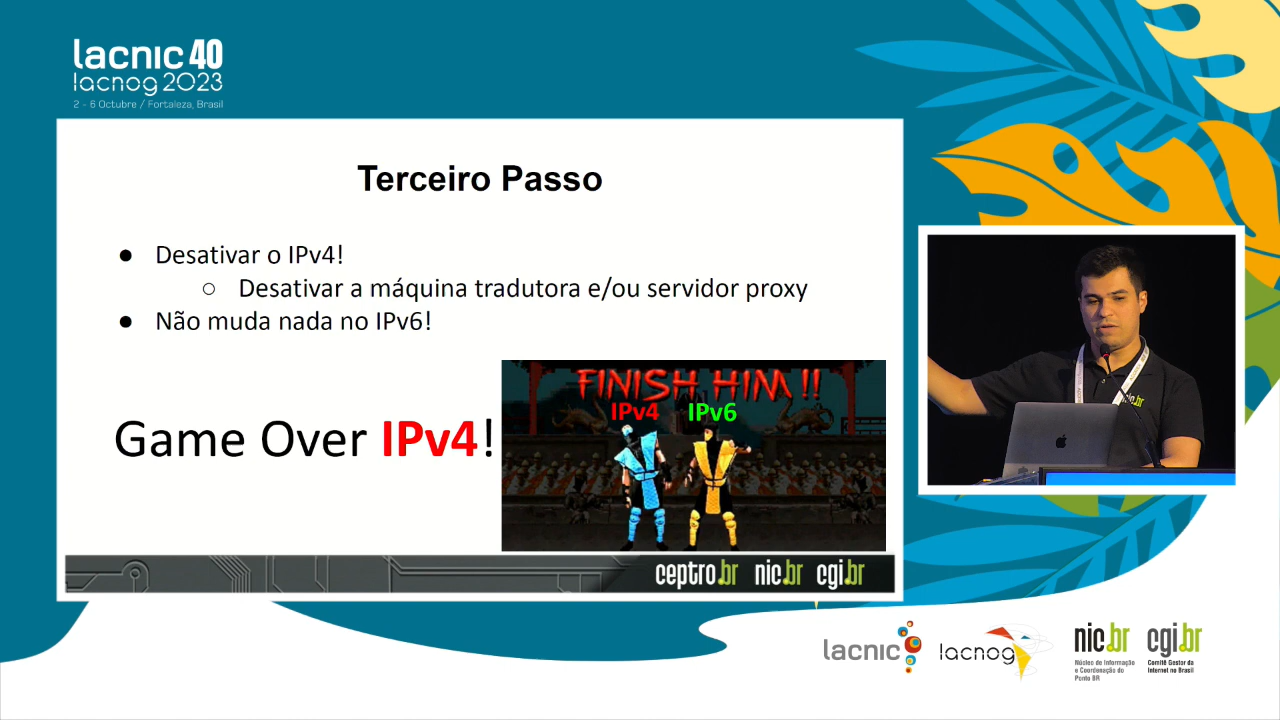 lacnic 40
lacnog 2023
2 - 6 Octubre / Fortaleza, Brasil
Terceiro Passo
● Desativar o IPv4!
○ Desativar a máquina tradutora e/ou servidor proxy
● Não muda nada no IPv6!
FINISH HIM !!
IPv4 IPv6
Game Over IPv4!
ceptro.br nic.br cgi.br
nic.br
lacnic
lacnog
nic.br
Núcleo de Informação
e Coordenação do
Ponto BR
cgi.br
Comitê Gestor da
Internet no Brasil